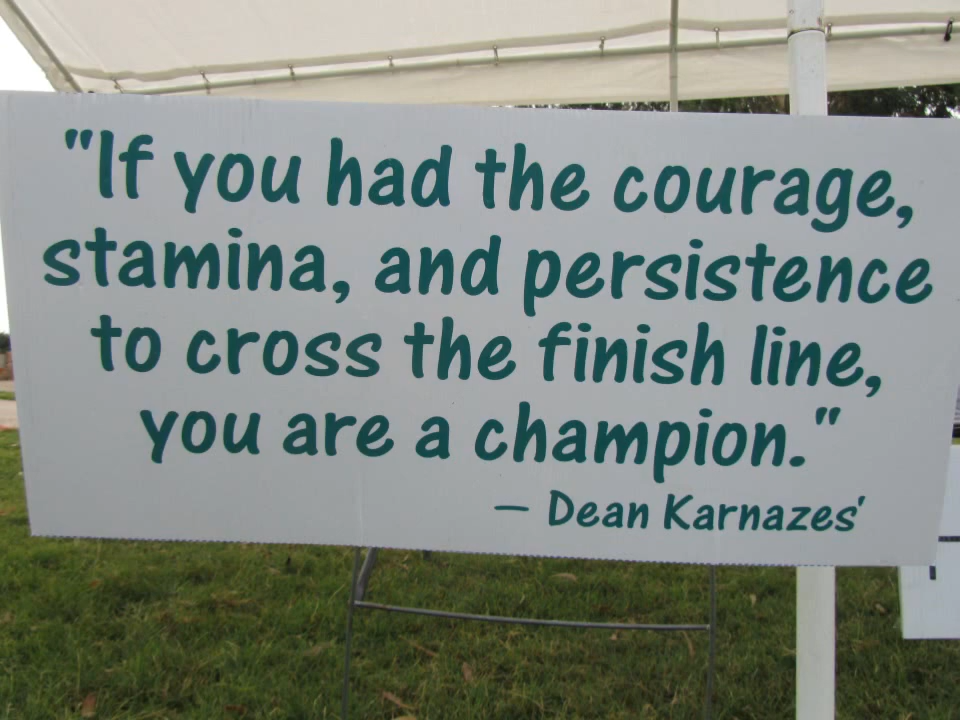 "If you had the courage,
stamina, and persistence
to cross the finish line,
you are a champion."
— Dean Karnazes'